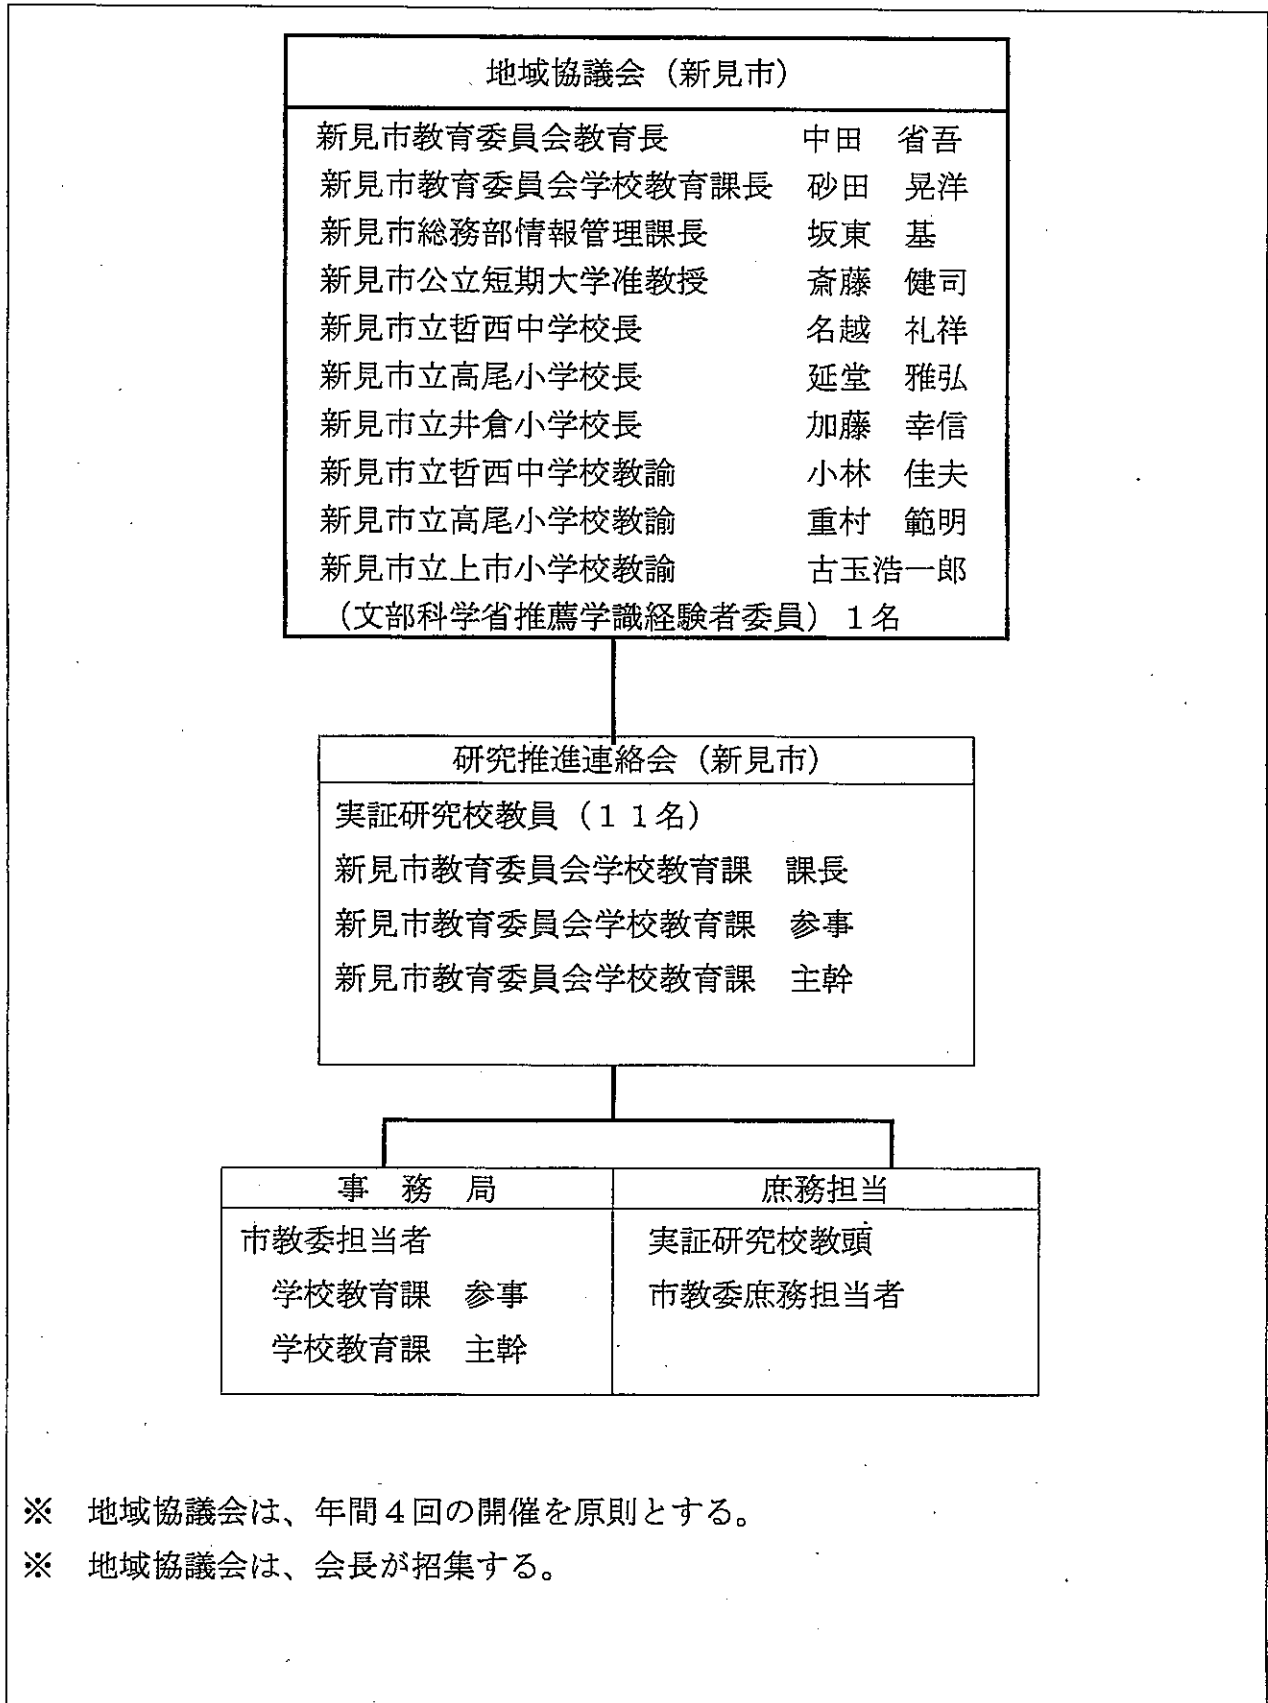 地域協議会（新見市）
新見市教育委員会教育長　中田　省吾
新見市教育委員会学校教育課長　砂田　晃洋
新見市総務部情報管理課長　坂東　基
新見市公立短期大学准教授　斎藤　健司
新見市立哲西中学校長　名越　礼祥
新見市立高尾小学校長　延堂　雅弘
新見市立井倉小学校長　加藤　幸信
新見市立哲西中学校教諭　小林　佳夫
新見市立高尾小学校教諭　重村　範明
新見市立上市小学校教諭　古玉浩一郎
（文部科学省推薦学識経験者委員）１名
研究推進連絡会（新見市）
実証研究校教員（１１名）
新見市教育委員会学校教育課　課長
新見市教育委員会学校教育課　参事
新見市教育委員会学校教育課　主幹
事　務　局
市教委担当者
学校教育課　参事
学校教育課　主幹
庶務担当
実証研究校教頭
市教委庶務担当者
※　地域協議会は、年間４回の開催を原則とする。
※　地域協議会は、会長が招集する。